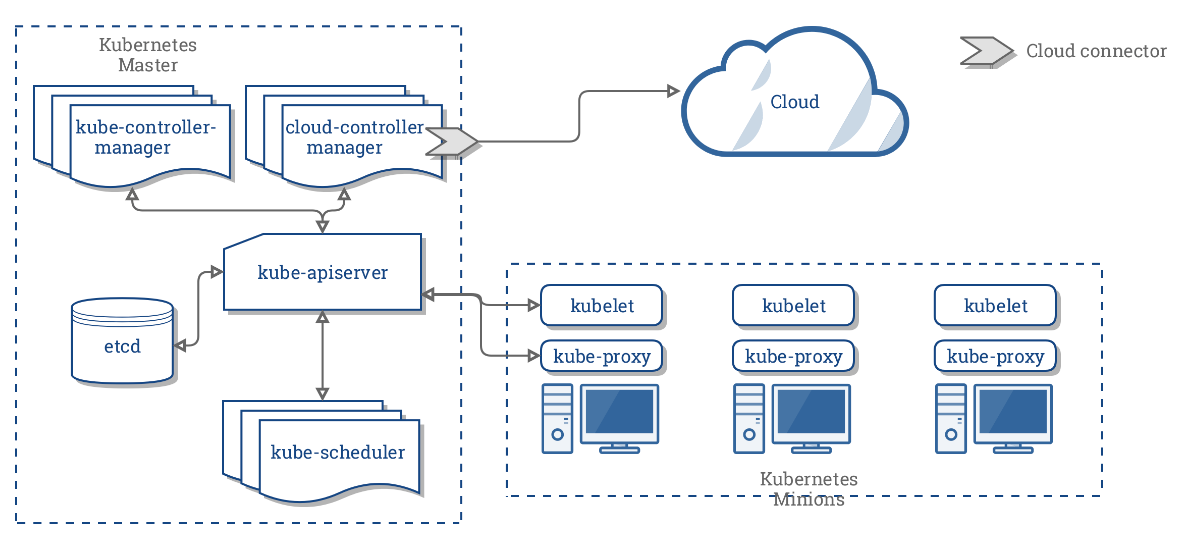 Kubernetes
Master
kube-controller-
manager
cloud-controller
manager
Cloud
Cloud connector
kube-apiserver
etcd
kube-scheduler
kubelet
kubelet
kubelet
kube-proxy
kube-proxy
kube-proxy
Kubernetes
Minions